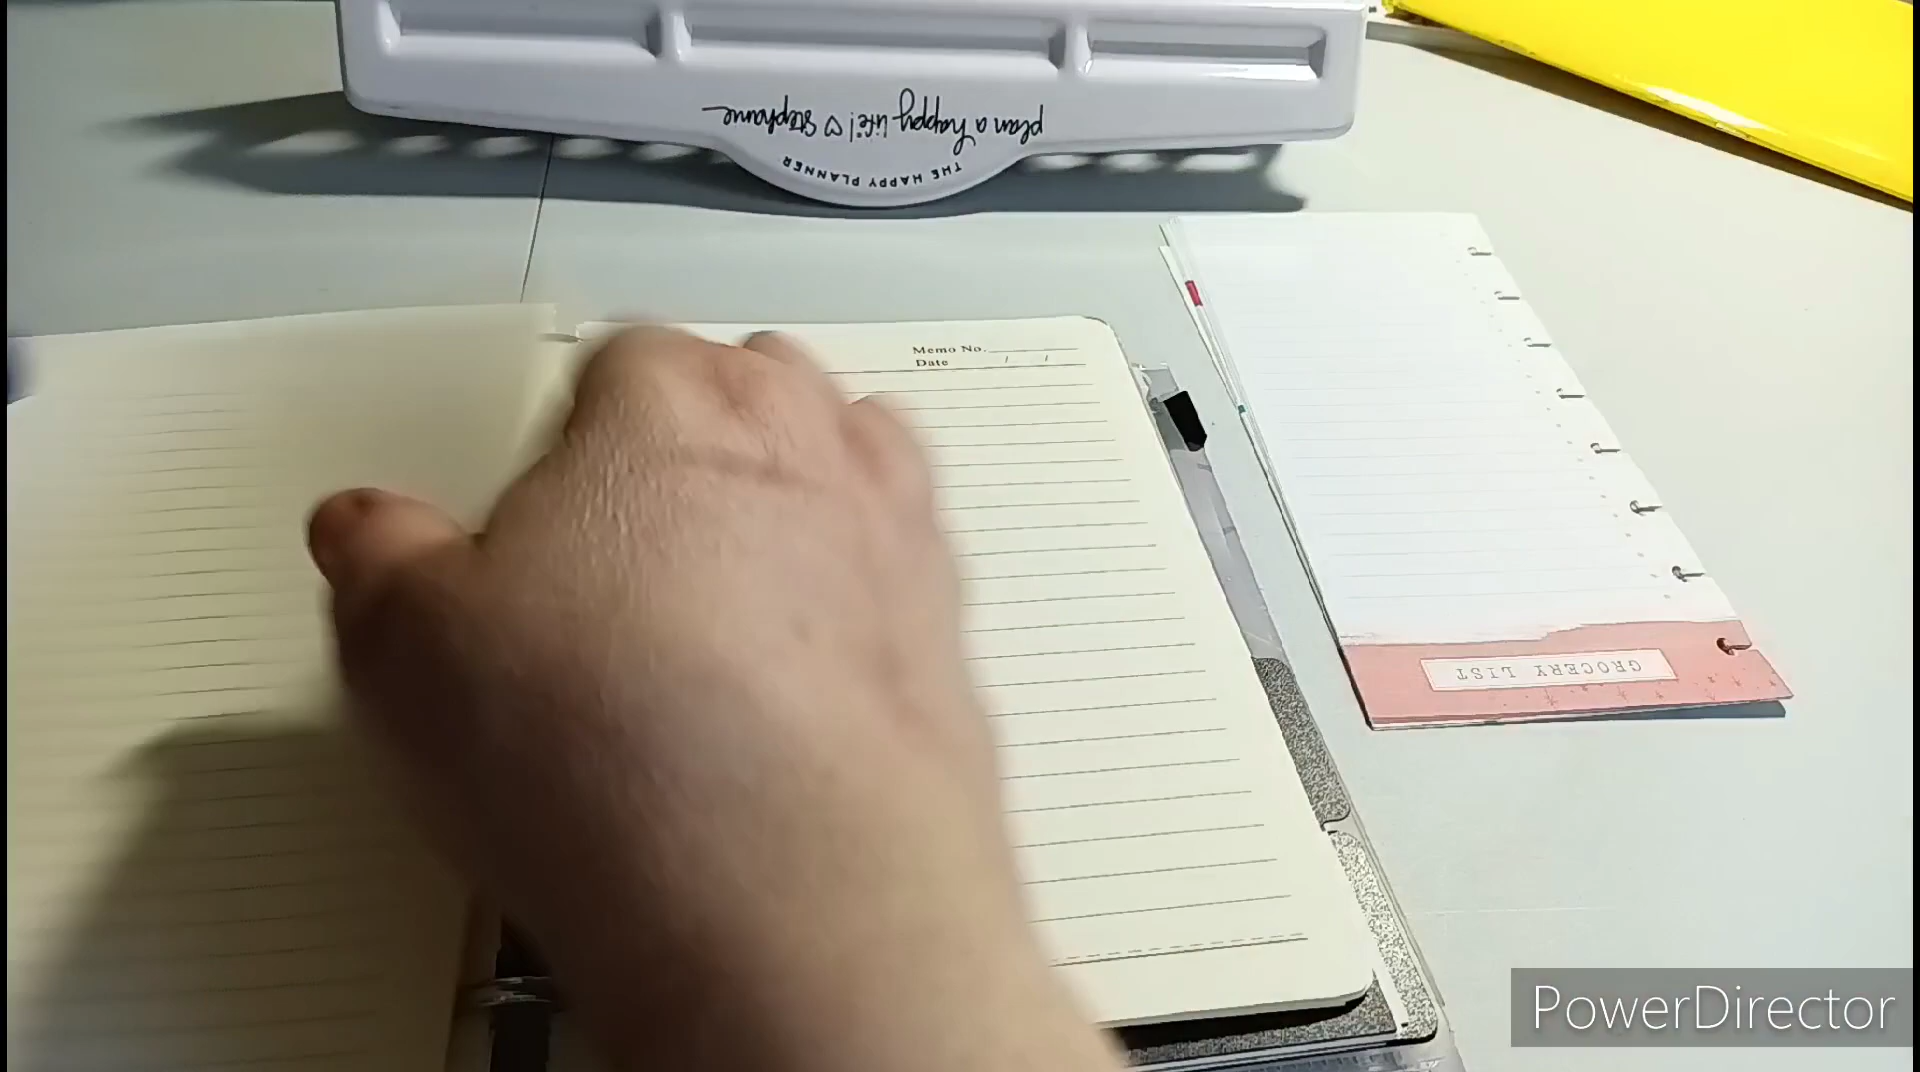 plan a happy life! ♡ stephanie
THE HAPPY PLANNER
Memo No.
Date / /
GROCERY LIST
PowerDirector